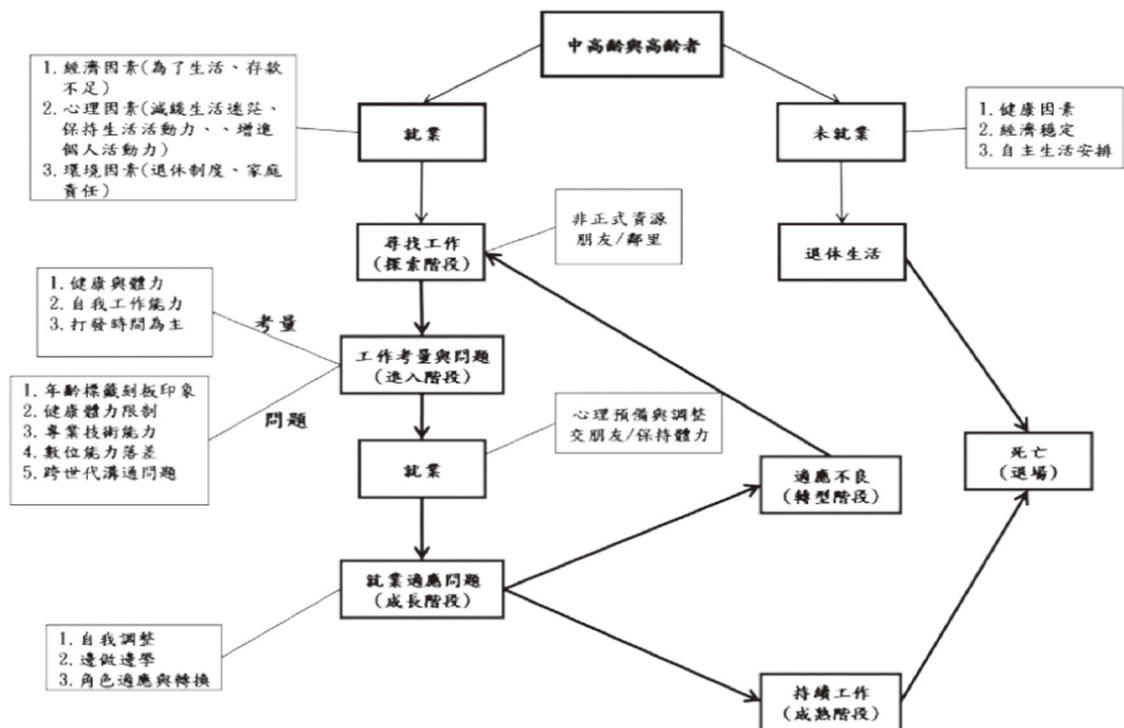 中高齡與高齡者
1. 經濟因素(為了生活、存款
不足)
2. 心理因素(減緩生活迷茫、
保持生活活動力、、增進
個人活動力)
3. 環境因素(退休制度、家庭
責任)
就業
未就業
1. 健康因素
2. 經濟穩定
3. 自主生活安排
尋找工作
(探索階段)
非正式資源
朋友/鄰里
退休生活
1. 健康與體力
2. 自我工作能力
3. 打發時間為主
考量
工作考量與問題
(進入階段)
1. 年齡標籤刻板印象
2. 健康體力限制
3. 專業技術能力
4. 數位能力落差
5. 跨世代溝通問題
問題
就業
心理預備與調整
交朋友/保持體力
適應不良
(轉型階段)
死亡
(退場)
就業適應問題
(成長階段)
1. 自我調整
2. 邊做邊學
3. 角色適應與轉換
持續工作
(成熟階段)